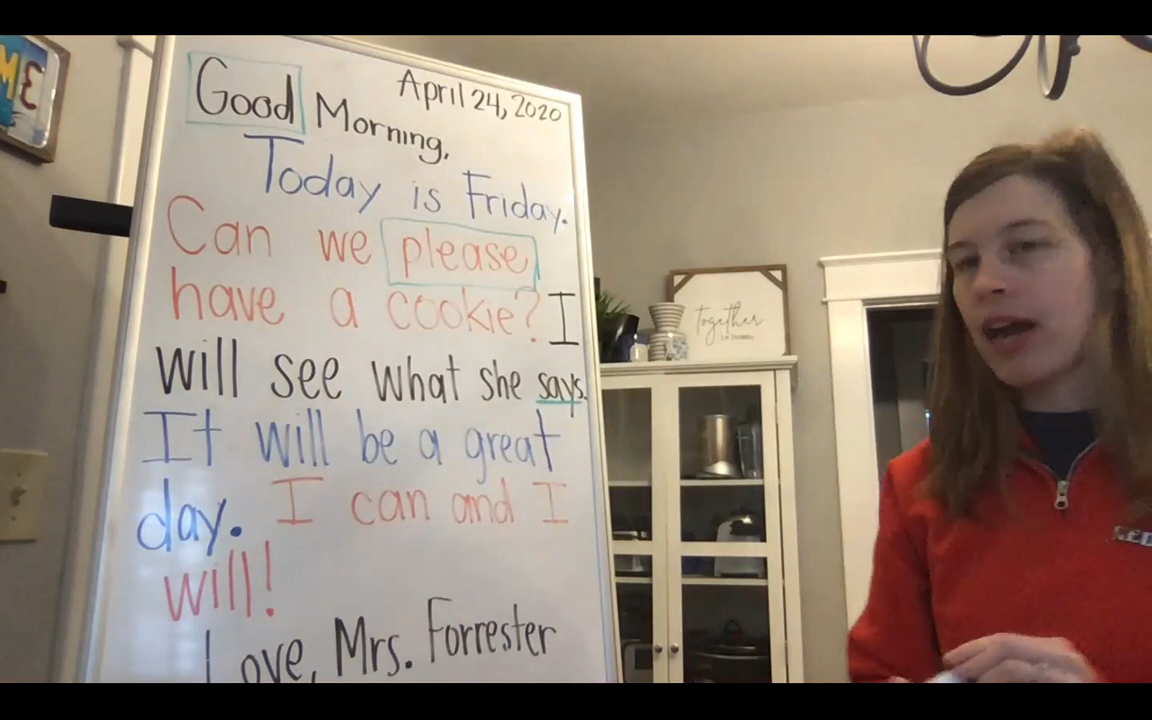 April 24, 2020
Good Morning,
Today is Friday.
Can we please
have a cookie? I
will see what she says.
It will be a great
day. I can and I
will!
Love, Mrs. Forrester
together